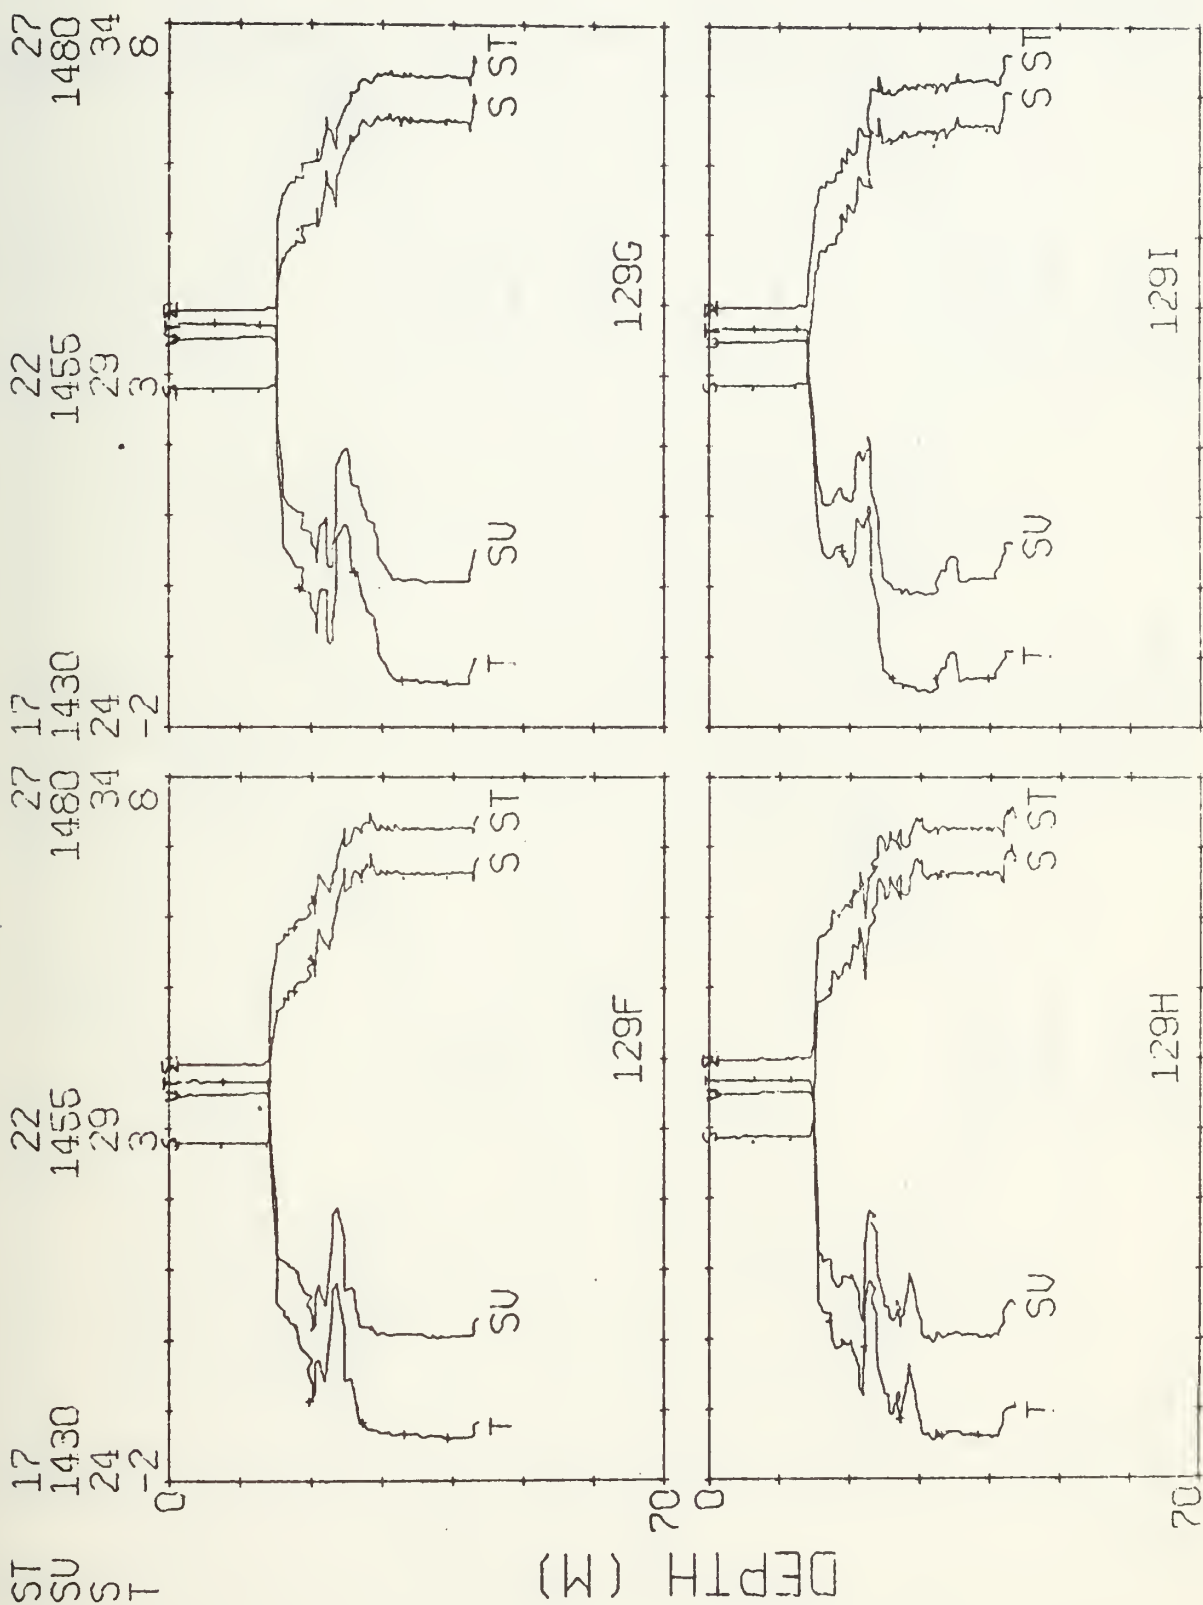 ST 17 22 27 17 22 27
SU 1430 1455 1480 1430 1455 1480
S 24 29 34 24 29 34
T -2 3 8 -2 3 8
DEPTH (M)
0
70
S V T Σ
T SU S ST
129F
S V T Σ
T SU S ST
129G
0
70
S V T Σ
T SU S ST
129H
S V T Σ
T SU S ST
129I